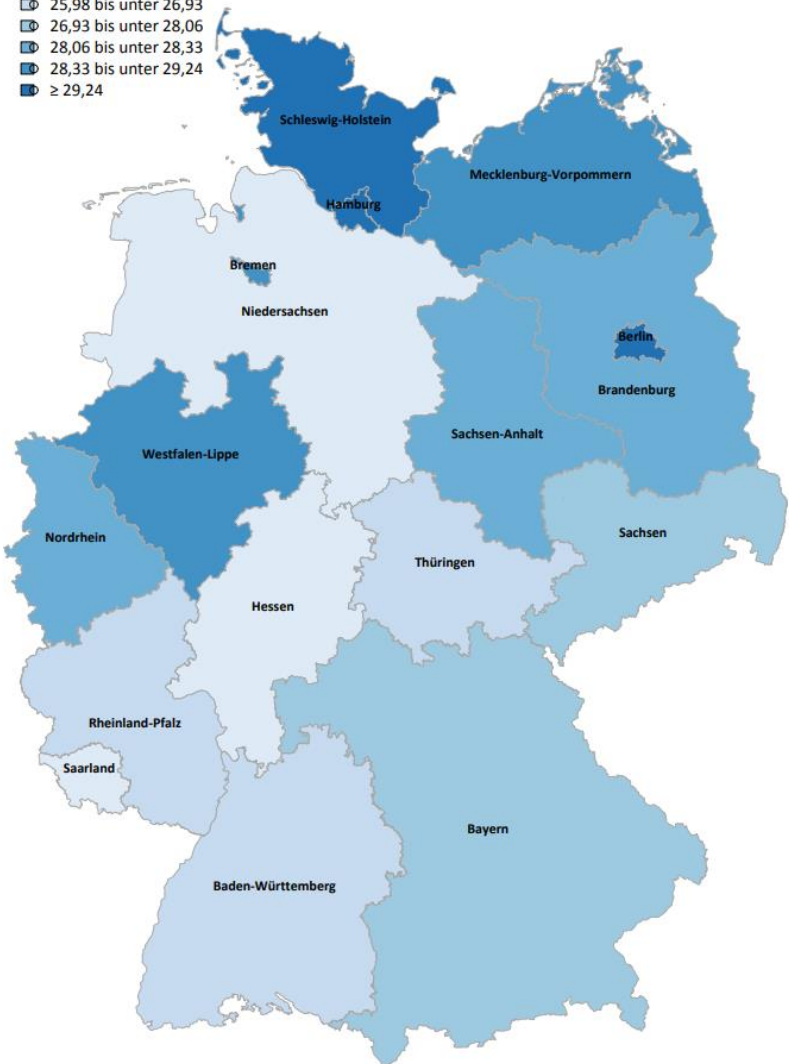 25,98 bis unter 26,93
26,93 bis unter 28,06
28,06 bis unter 28,33
28,33 bis unter 29,24
≥ 29,24
Schleswig-Holstein
Mecklenburg-Vorpommern
Hamburg
Bremen
Niedersachsen
Berlin
Brandenburg
Sachsen-Anhalt
Westfalen-Lippe
Sachsen
Nordrhein
Thüringen
Hessen
Rheinland-Pfalz
Saarland
Bayern
Baden-Württemberg